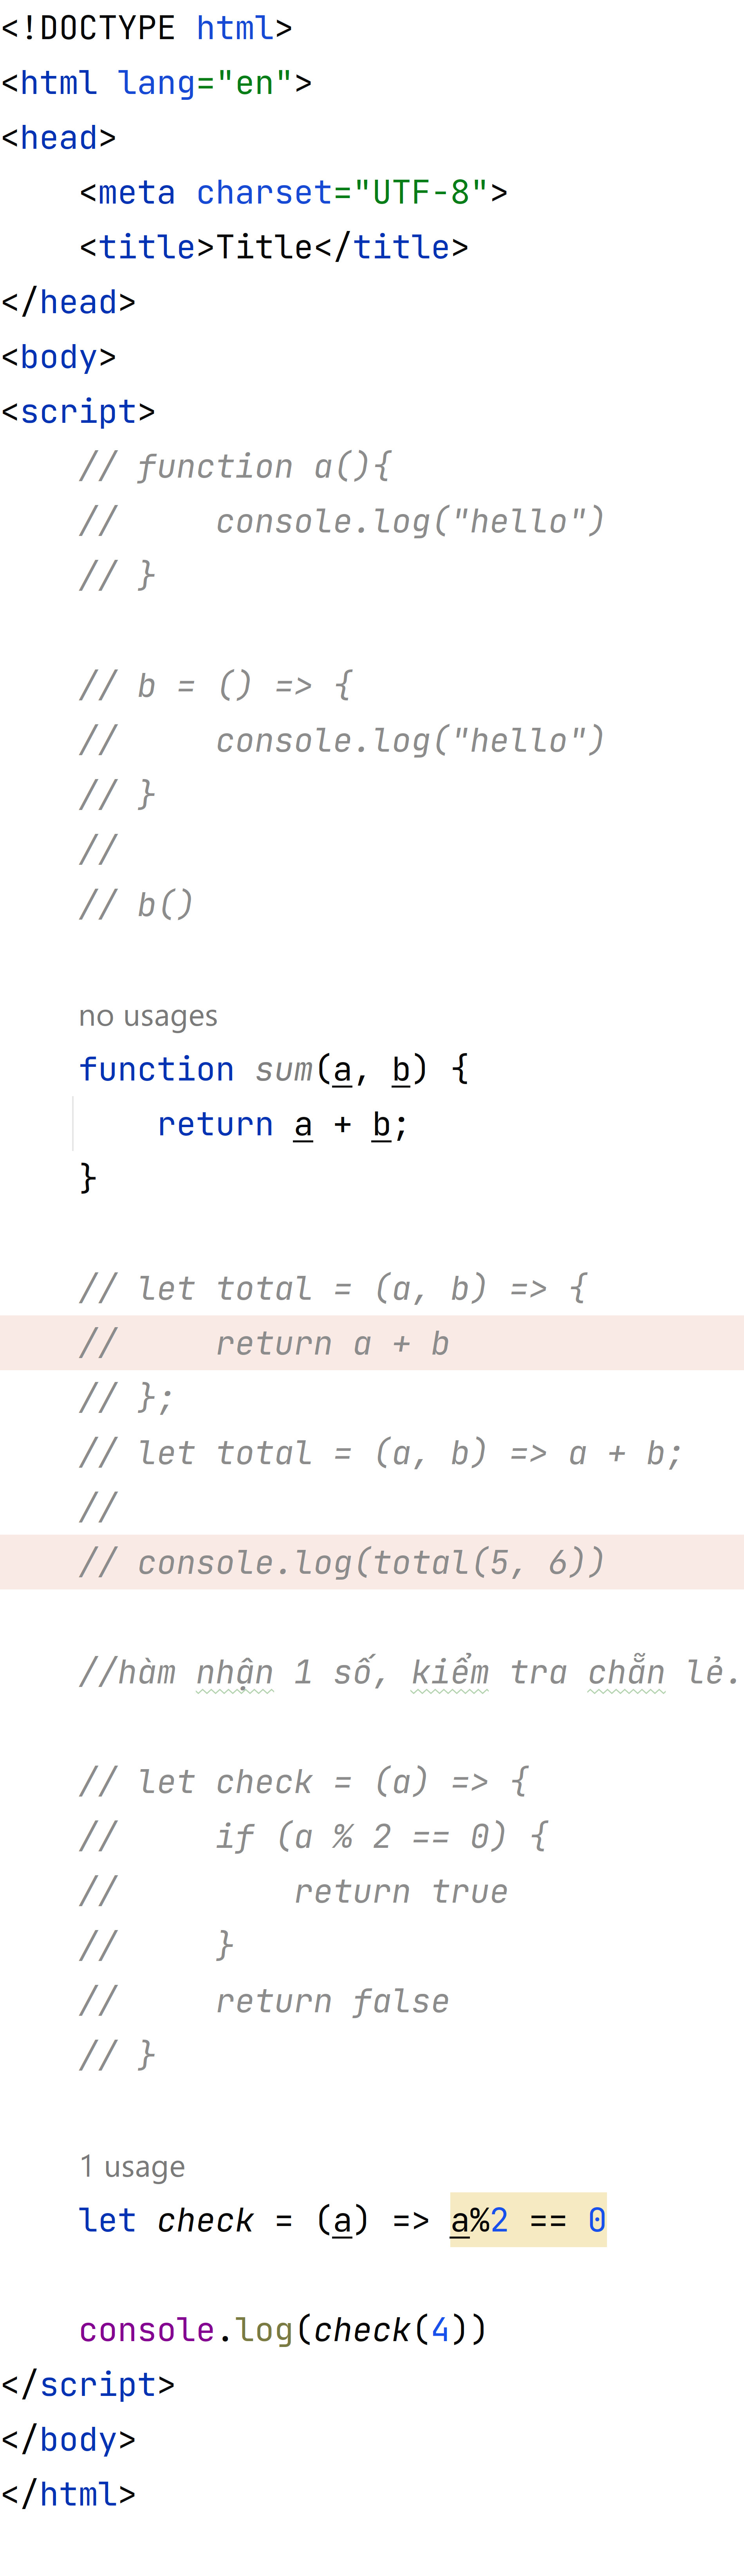 <!DOCTYPE html>
<html lang="en">
<head>
    <meta charset="UTF-8">
    <title>Title</title>
</head>
<body>
<script>
    // function a(){
    //     console.log("hello")
    // }

    // b = () => {
    //     console.log("hello")
    // }
    //
    // b()

    no usages
    function sum(a, b) {
        return a + b;
    }

    // let total = (a, b) => {
    //     return a + b
    // };
    // let total = (a, b) => a + b;
    //
    // console.log(total(5, 6))

    //hàm nhận 1 số, kiểm tra chẵn lẻ.

    // let check = (a) => {
    //     if (a % 2 == 0) {
    //         return true
    //     }
    //     return false
    // }

    1 usage
    let check = (a) => a%2 == 0

    console.log(check(4))
</script>
</body>
</html>